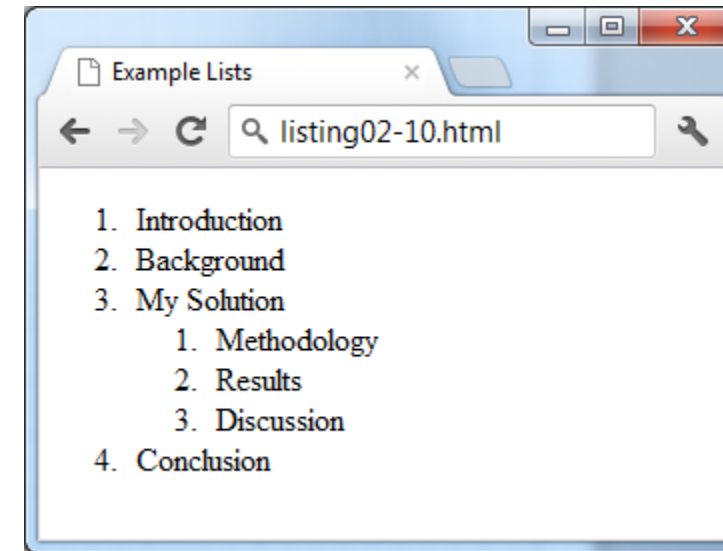 Example Lists
listing02-10.html
1. Introduction
2. Background
3. My Solution
1. Methodology
2. Results
3. Discussion
4. Conclusion